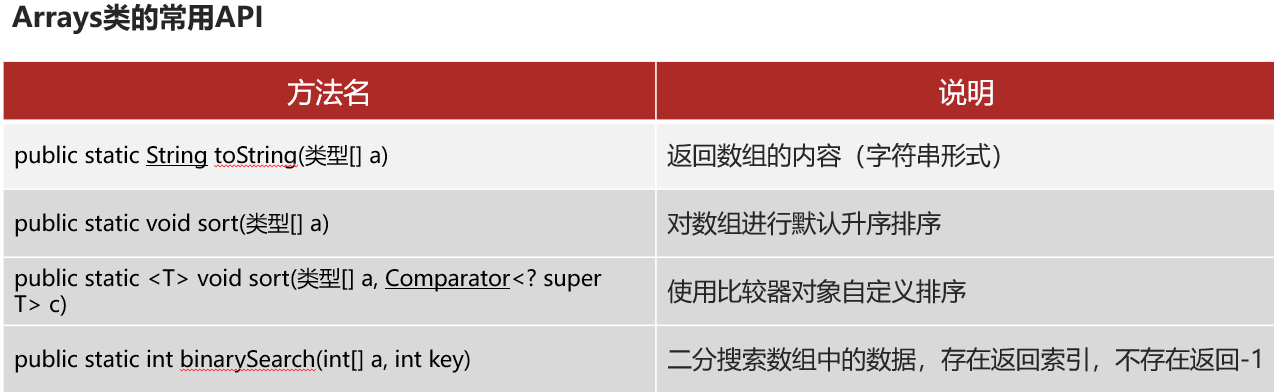 Arrays类的常用API
方法名
说明
public static String toString(类型[] a)
返回数组的内容（字符串形式）
public static void sort(类型[] a)
对数组进行默认升序排序
public static <T> void sort(类型[] a, Comparator<? super
T> c)
使用比较器对象自定义排序
public static int binarySearch(int[] a, int key)
二分搜索数组中的数据，存在返回索引，不存在返回-1